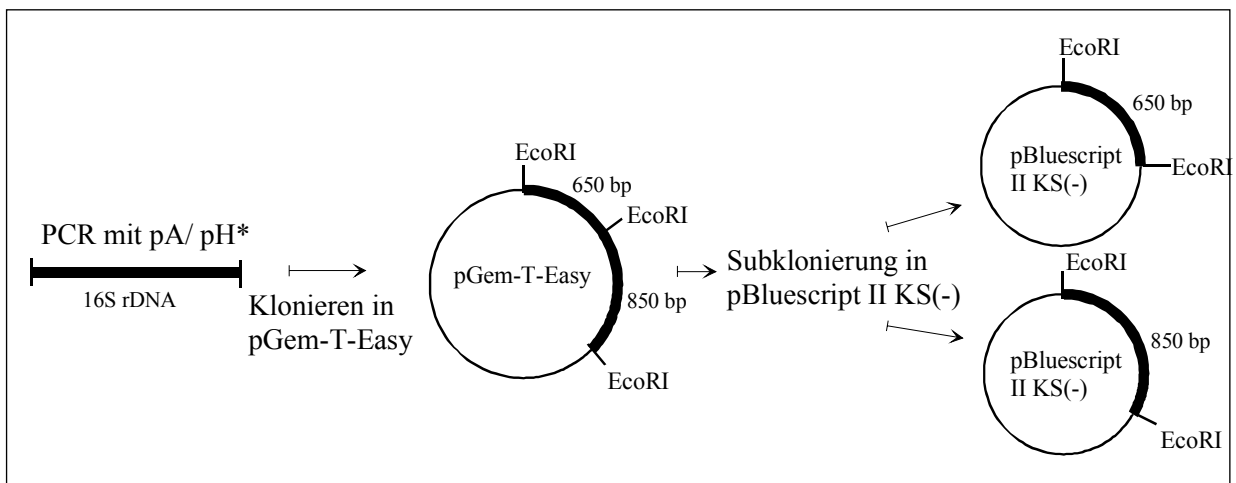 PCR mit pA/ pH*
16S rDNA
Klonieren in
pGem-T-Easy
EcoRI
650 bp
EcoRI
pGem-T-Easy
850 bp
EcoRI
Subklonierung in
pBluescript II KS(-)
EcoRI
650 bp
pBluescript
II KS(-)
EcoRI
EcoRI
850 bp
pBluescript
II KS(-)
EcoRI